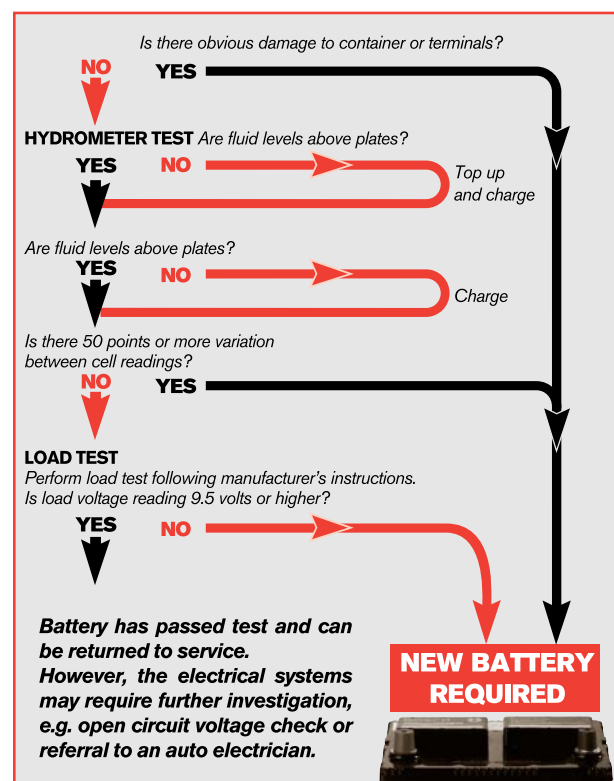 Is there obvious damage to container or terminals?
NO YES
HYDROMETER TEST Are fluid levels above plates?
YES NO
Top up
and charge
Are fluid levels above plates?
YES NO
Charge
Is there 50 points or more variation
between cell readings?
NO YES
LOAD TEST
Perform load test following manufacturer's instructions.
Is load voltage reading 9.5 volts or higher?
YES NO
Battery has passed test and can
be returned to service.
However, the electrical systems
may require further investigation,
e.g. open circuit voltage check or
referral to an auto electrician.
NEW BATTERY
REQUIRED